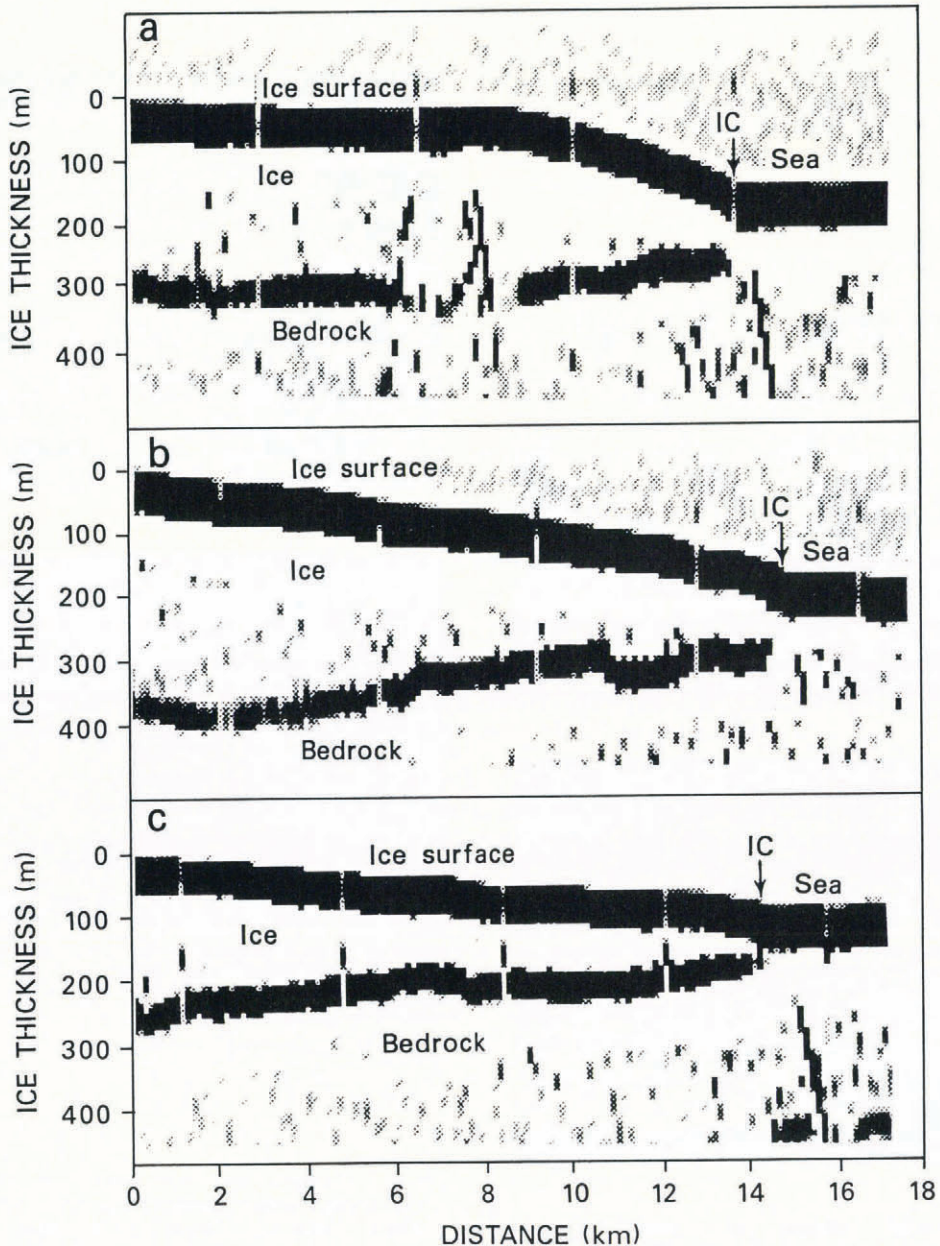 a
Ice surface
0
100
200
300
400
ICE THICKNESS (m)
IC
Sea
Ice
Bedrock
b
Ice surface
0
100
200
300
400
ICE THICKNESS (m)
IC
Sea
Ice
Bedrock
c
Ice surface
0
100
200
300
400
ICE THICKNESS (m)
IC
Sea
Ice
Bedrock
0 2 4 6 8 10 12 14 16 18
DISTANCE (km)